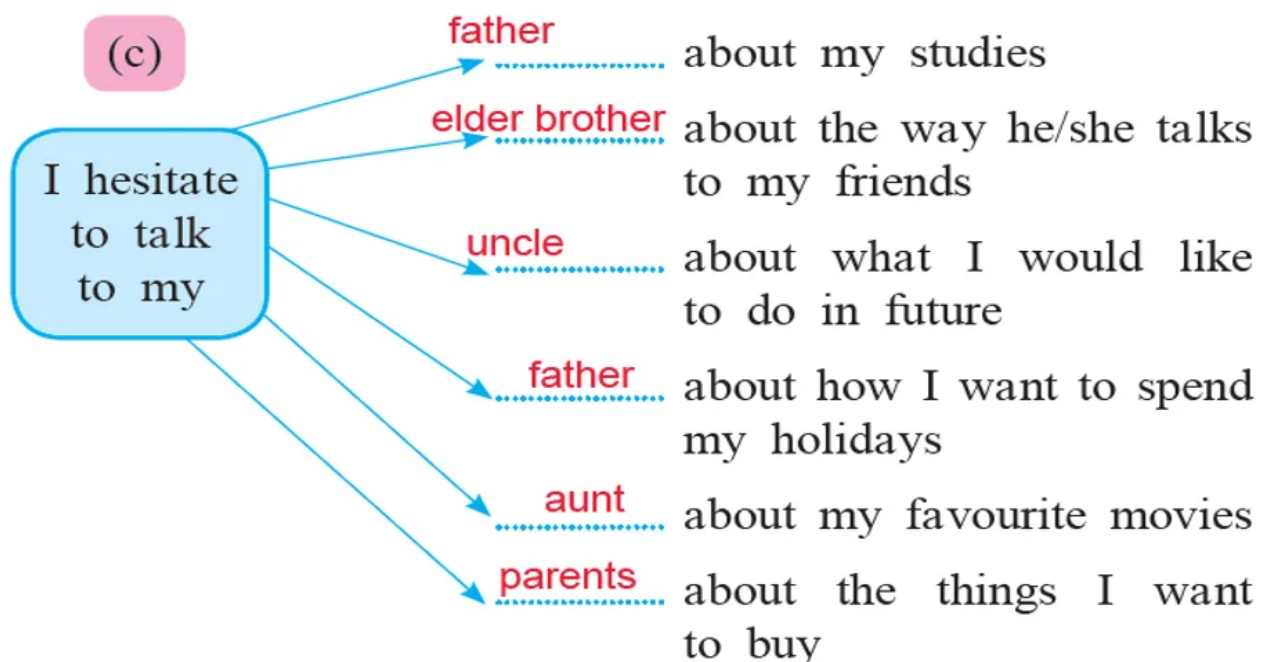 (c)
I hesitate
to talk
to my
father about my studies
elder brother about the way he/she talks
to my friends
uncle about what I would like
to do in future
father about how I want to spend
my holidays
aunt about my favourite movies
parents about the things I want
to buy